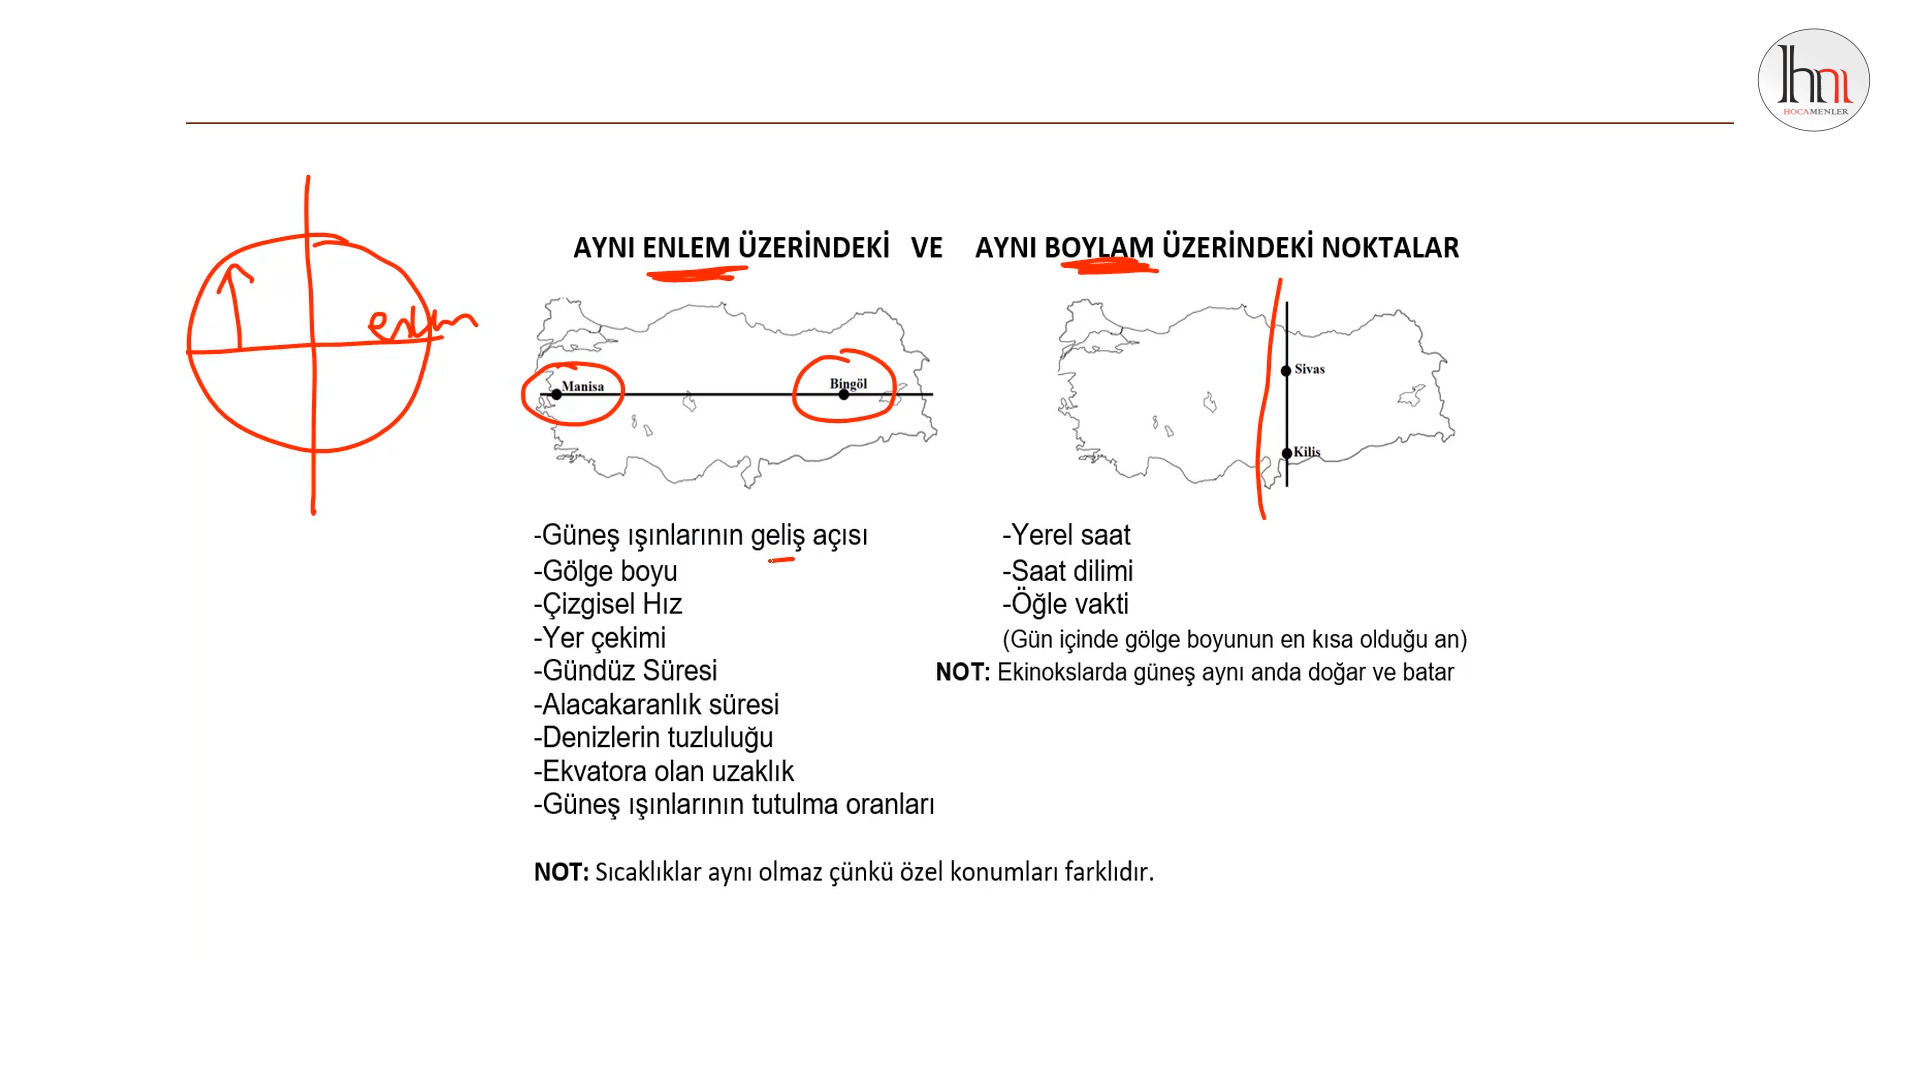 hm
HOCAMENLER
AYNI ENLEM ÜZERİNDEKİ VE AYNI BOYLAM ÜZERİNDEKİ NOKTALAR
enlem
Manisa
Bingöl
Sivas
Kilis
-Güneş ışınlarının geliş açısı
-Gölge boyu
-Çizgisel Hız
-Yer çekimi
-Gündüz Süresi
-Alacakaranlık süresi
-Denizlerin tuzluluğu
-Ekvatora olan uzaklık
-Güneş ışınlarının tutulma oranları
-Yerel saat
-Saat dilimi
-Öğle vakti
(Gün içinde gölge boyunun en kısa olduğu an)
NOT: Ekinokslarda güneş aynı anda doğar ve batar
NOT: Sıcaklıklar aynı olmaz çünkü özel konumları farklıdır.